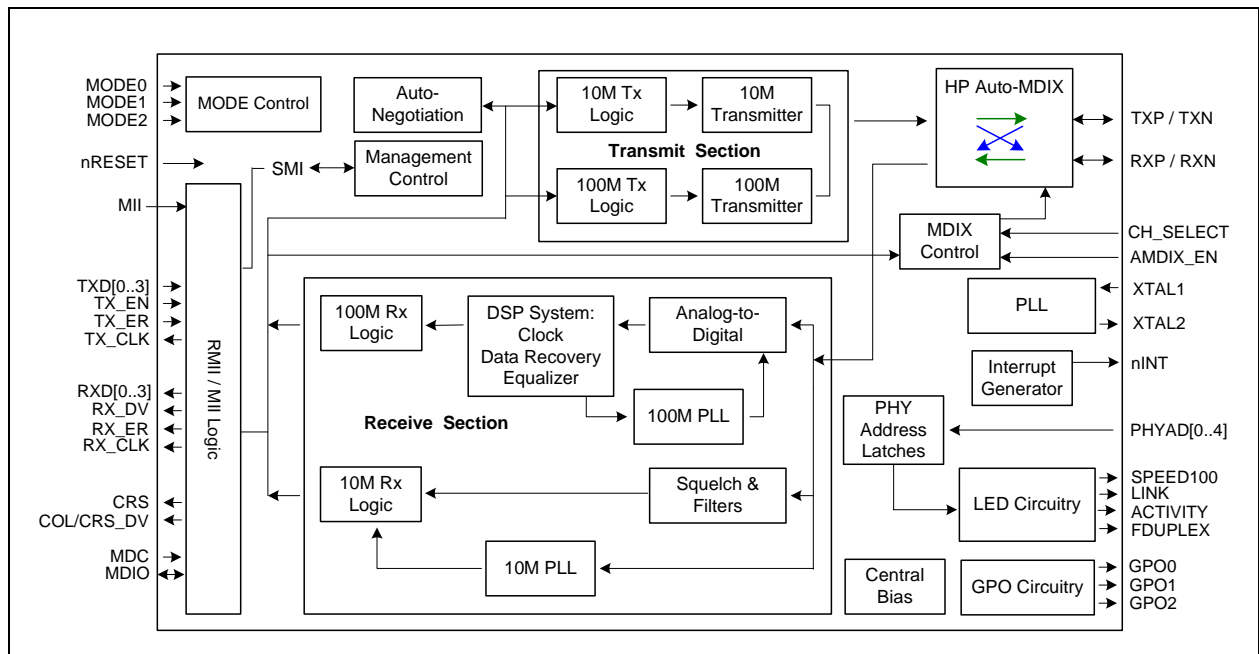 MODE0
MODE1
MODE2
nRESET
MII
TXD[0..3]
TX_EN
TX_ER
TX_CLK
RXD[0..3]
RX_DV
RX_ER
RX_CLK
CRS
COL/CRS_DV
MDC
MDIO
MODE Control
RMII / MII Logic
SMI
Auto-
Negotiation
Management
Control
10M Tx
Logic
10M
Transmitter
Transmit Section
100M Tx
Logic
100M
Transmitter
100M Rx
Logic
DSP System:
Clock
Data Recovery
Equalizer
Analog-to-
Digital
100M PLL
Receive Section
10M Rx
Logic
Squelch &
Filters
10M PLL
HP Auto-MDIX
MDIX
Control
PLL
Interrupt
Generator
PHY
Address
Latches
LED Circuitry
Central
Bias
GPO Circuitry
TXP / TXN
RXP / RXN
CH_SELECT
AMDIX_EN
XTAL1
XTAL2
nINT
PHYAD[0..4]
SPEED100
LINK
ACTIVITY
FDUPLEX
GPO0
GPO1
GPO2